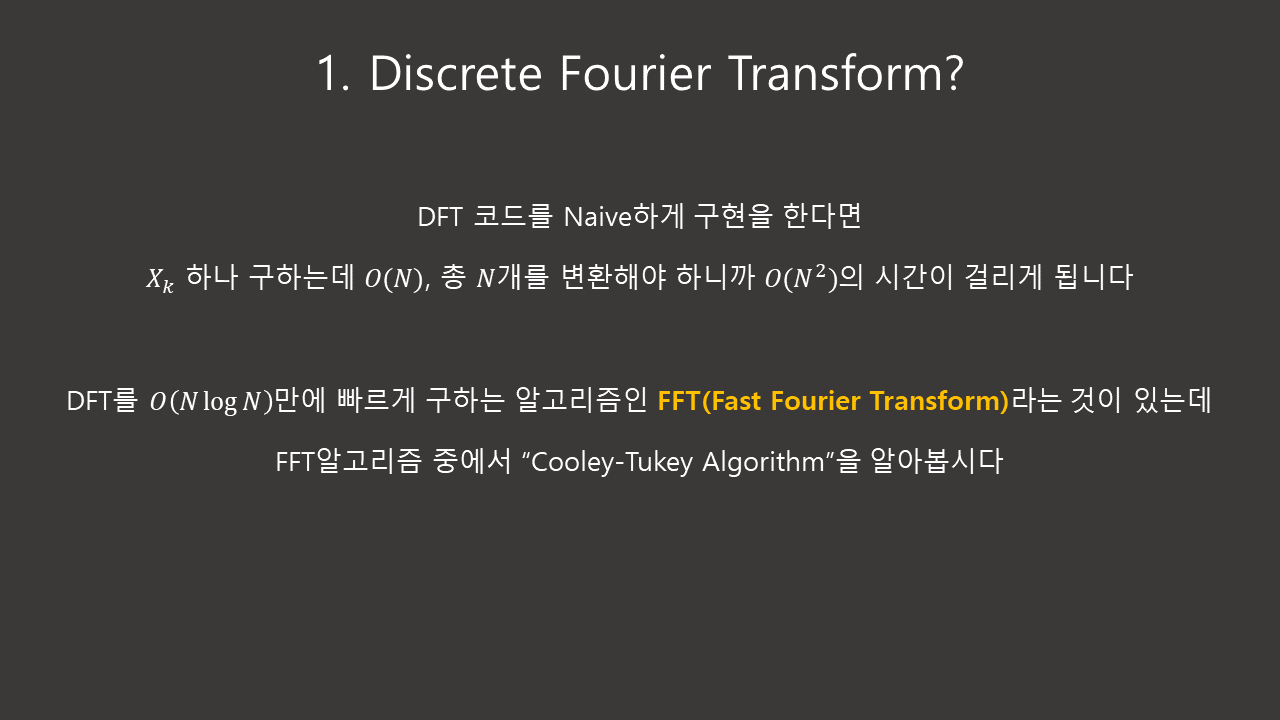 1. Discrete Fourier Transform?
DFT 코드를 Naive하게 구현을 한다면
𝑋ₖ 하나 구하는데 𝑂(𝑁), 총 𝑁개를 변환해야 하니까 𝑂(𝑁²)의 시간이 걸리게 됩니다
DFT를 𝑂(𝑁 log 𝑁)만에 빠르게 구하는 알고리즘인 FFT(Fast Fourier Transform)라는 것이 있는데
FFT알고리즘 중에서 “Cooley-Tukey Algorithm”을 알아봅시다